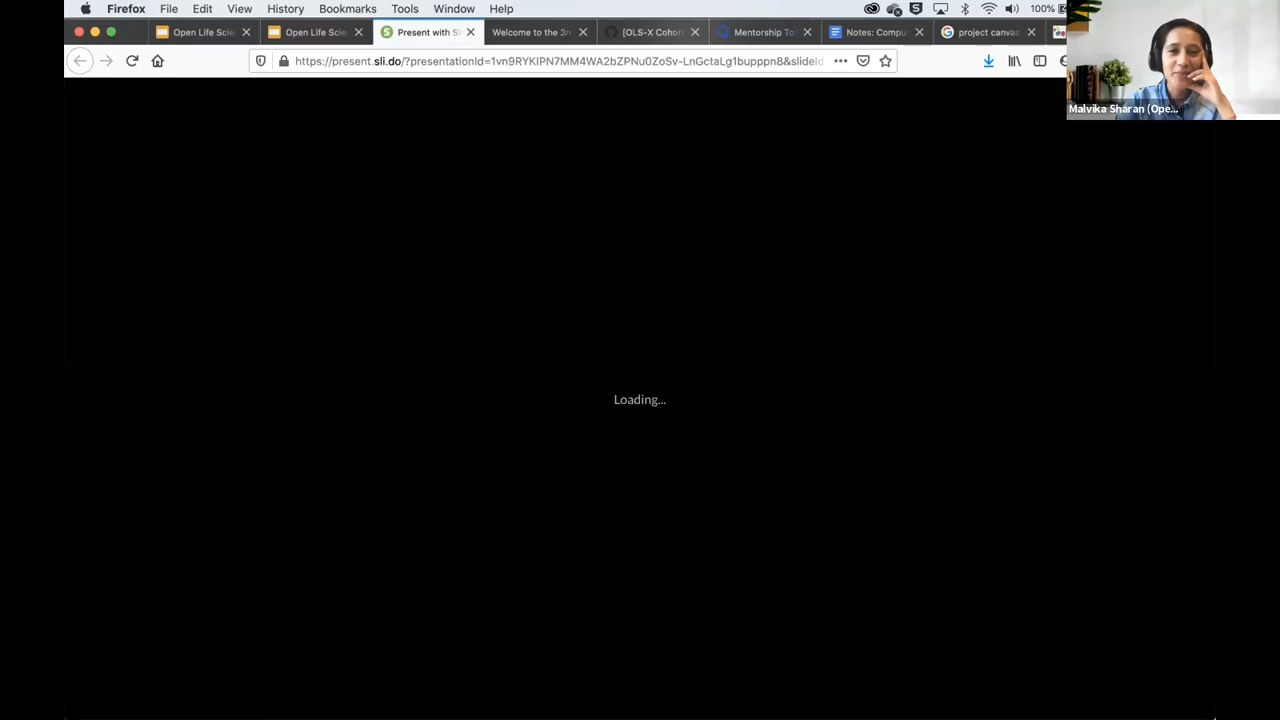 Firefox File Edit View History Bookmarks Tools Window Help 100%
Open Life Scie Open Life Scie Present with Sl Welcome to the 3r [OLS-X Cohor Mentorship To Notes: Compu project canvas
https://present.sli.do/?presentationId=1vn9RYKIPN7MM4WA2bZPNu0ZoSv-LnGctaLg1bupppn8&slideId
Malvika Sharan (Ope...
Loading...